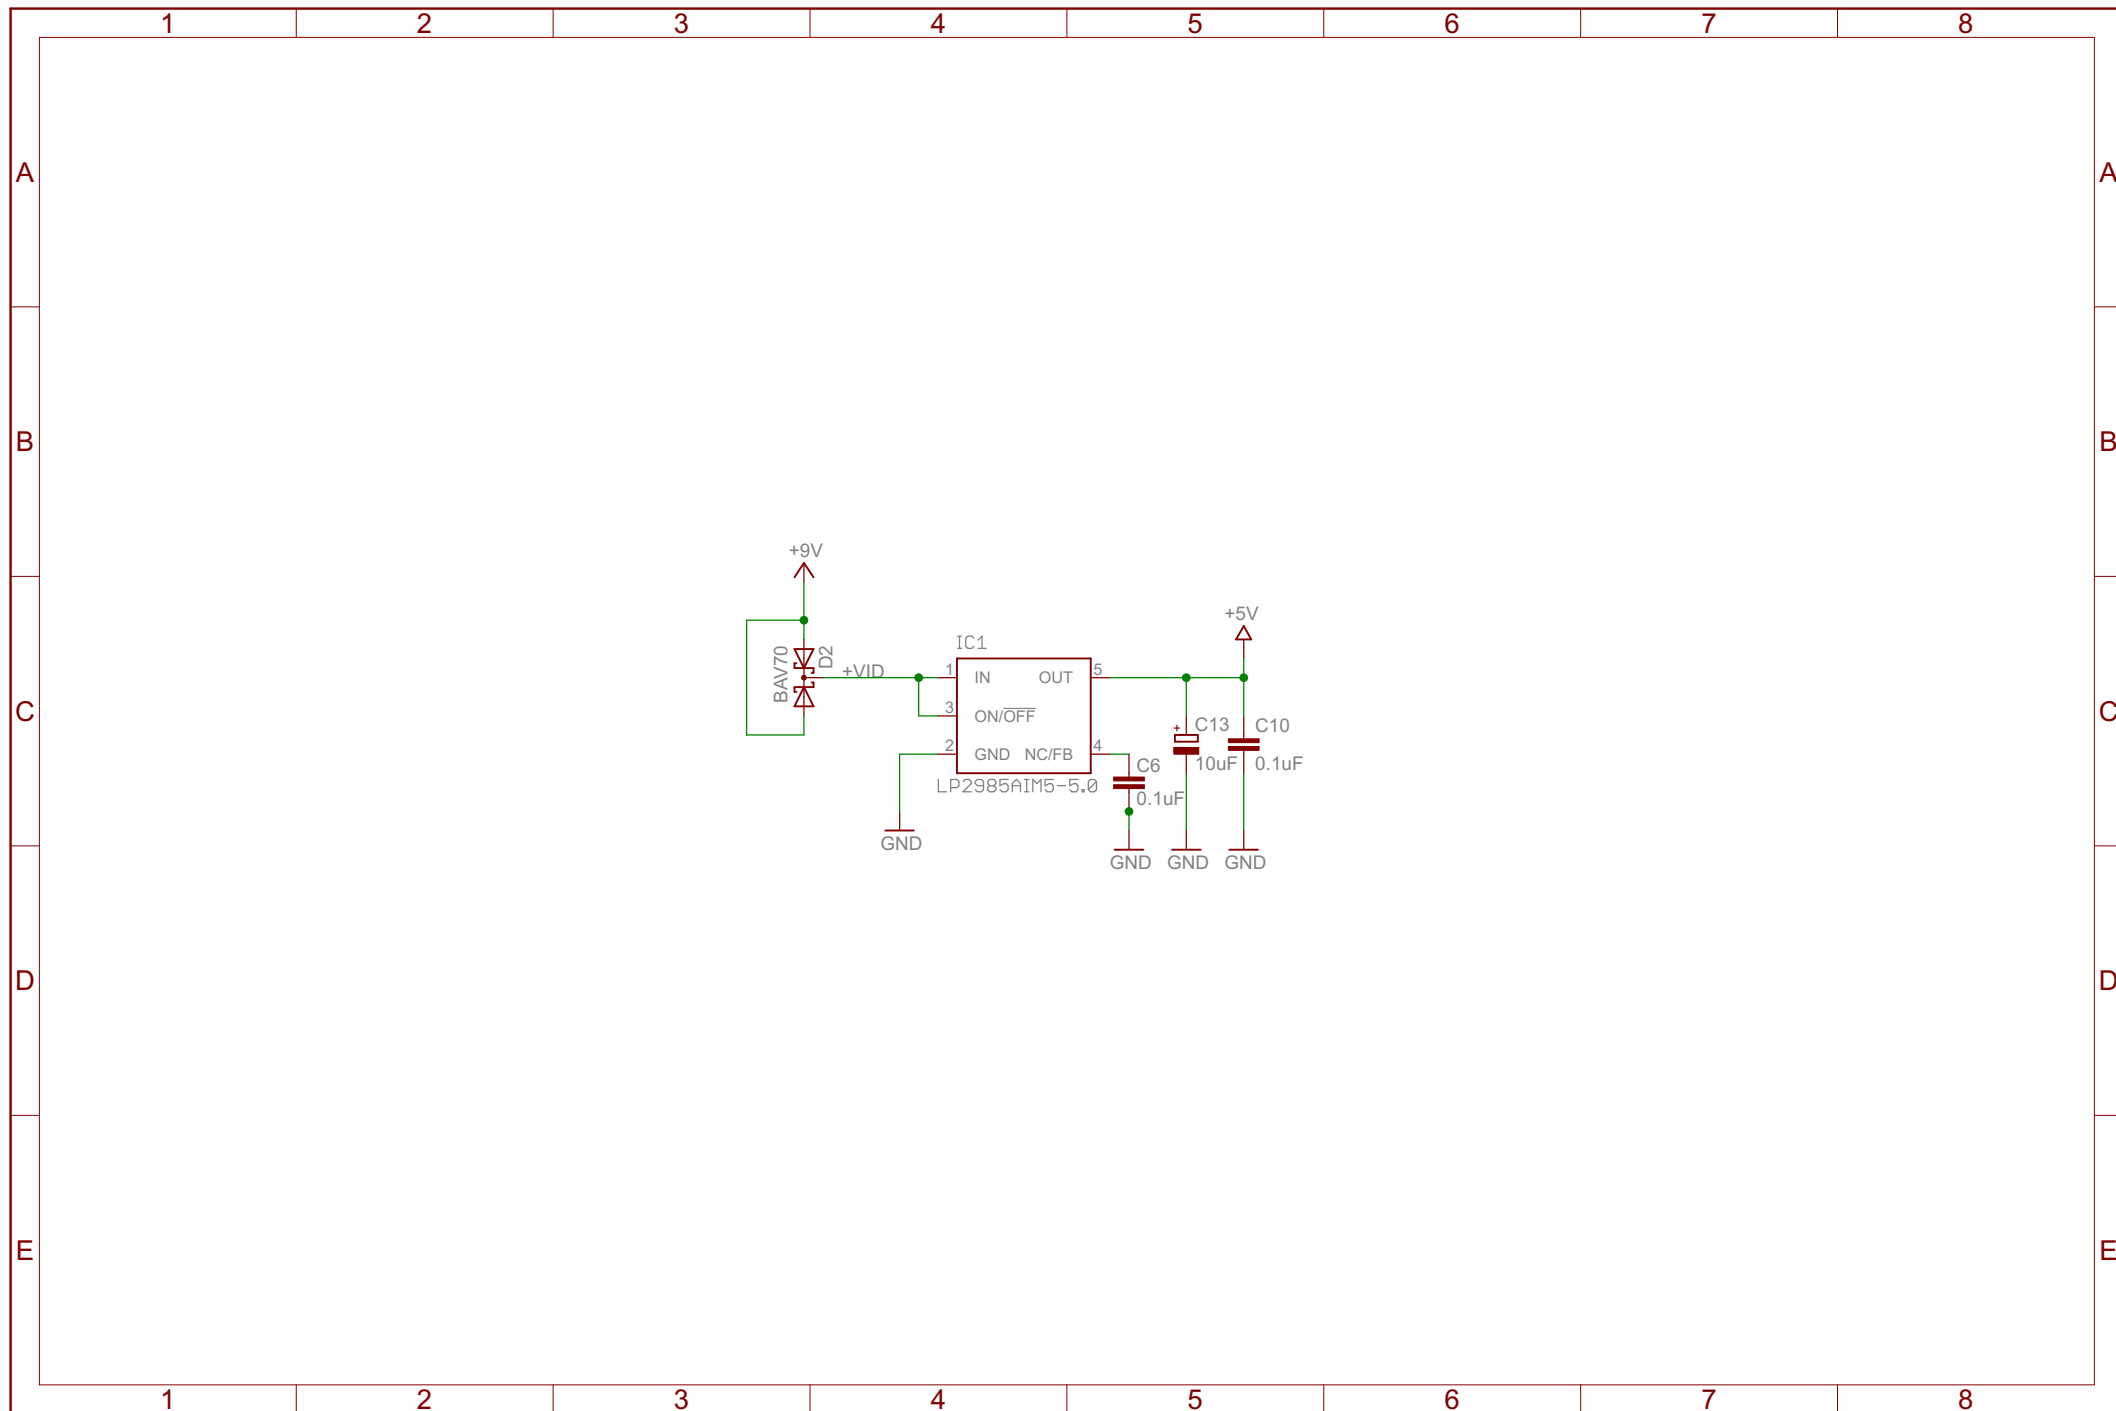 1 2 3 4 5 6 7 8
A A
B B
+9V
+5V
IC1
BAV70
D2
+VID
1 IN OUT 5
C C
3 ON/OFF
C13 C10
2 GND NC/FB 4
10uF 0.1uF
C6
LP2985AIM5-5.0
0.1uF
GND
GND GND GND
D D
E E
1 2 3 4 5 6 7 8